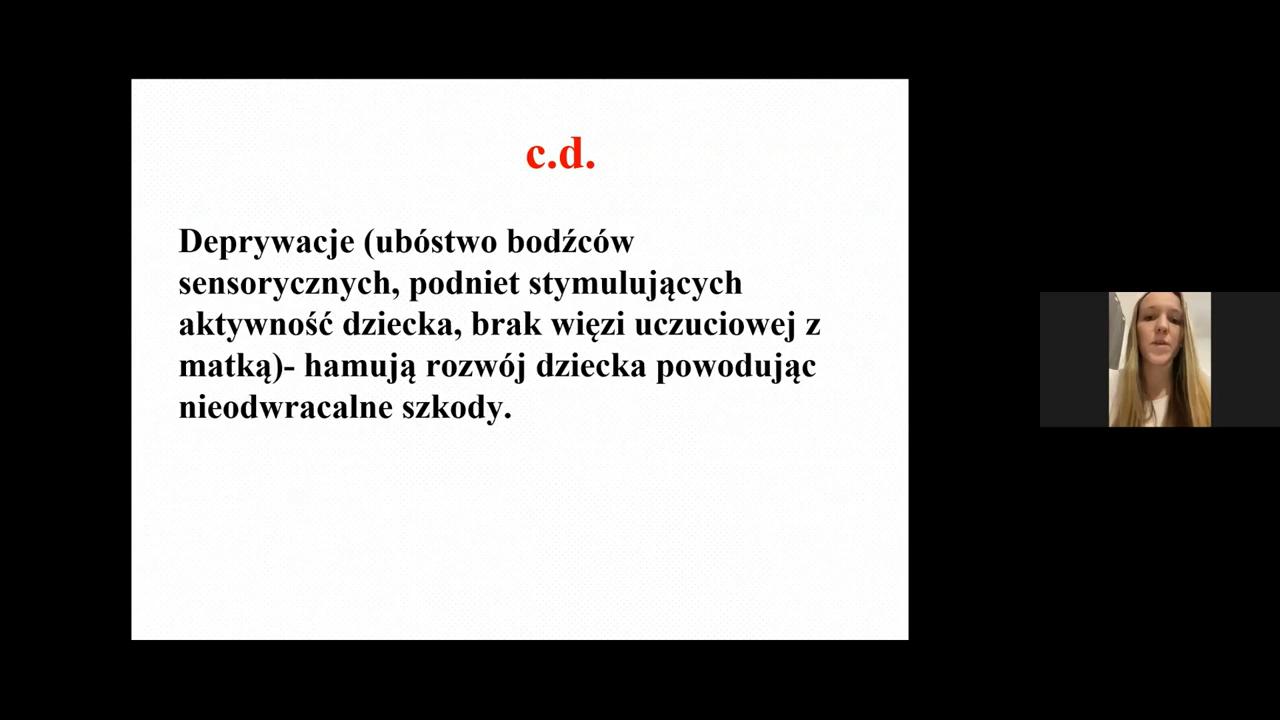 c.d.
Deprywacje (ubóstwo bodźców
sensorycznych, podniet stymulujących
aktywność dziecka, brak więzi uczuciowej z
matką)- hamują rozwój dziecka powodując
nieodwracalne szkody.